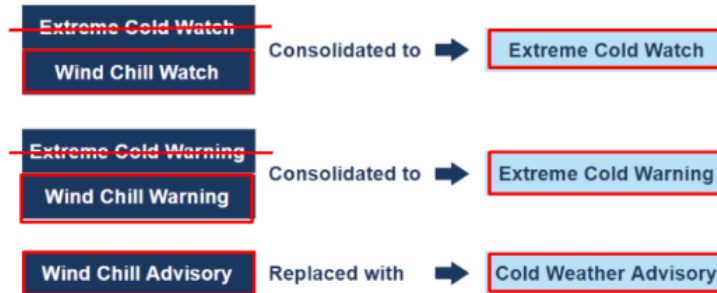 Extreme Cold Watch
Wind Chill Watch
Consolidated to
Extreme Cold Watch
Extreme Cold Warning
Wind Chill Warning
Consolidated to
Extreme Cold Warning
Wind Chill Advisory
Replaced with
Cold Weather Advisory